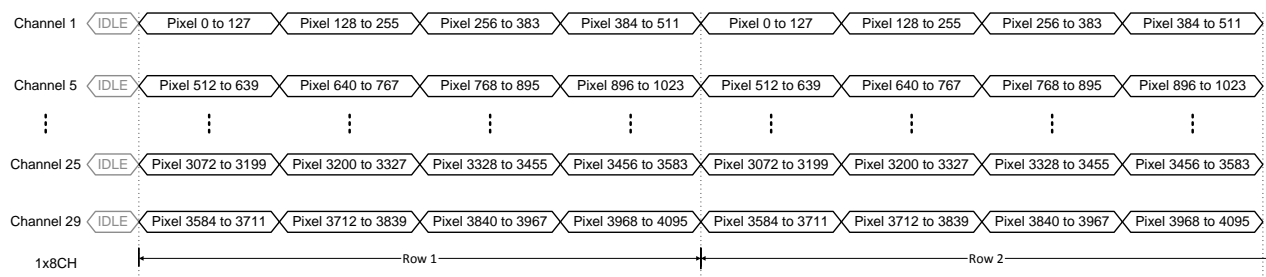 Channel 1 IDLE Pixel 0 to 127 Pixel 128 to 255 Pixel 256 to 383 Pixel 384 to 511 Pixel 0 to 127 Pixel 128 to 255 Pixel 256 to 383 Pixel 384 to 511
Channel 5 IDLE Pixel 512 to 639 Pixel 640 to 767 Pixel 768 to 895 Pixel 896 to 1023 Pixel 512 to 639 Pixel 640 to 767 Pixel 768 to 895 Pixel 896 to 1023
Channel 25 IDLE Pixel 3072 to 3199 Pixel 3200 to 3327 Pixel 3328 to 3455 Pixel 3456 to 3583 Pixel 3072 to 3199 Pixel 3200 to 3327 Pixel 3328 to 3455 Pixel 3456 to 3583
Channel 29 IDLE Pixel 3584 to 3711 Pixel 3712 to 3839 Pixel 3840 to 3967 Pixel 3968 to 4095 Pixel 3584 to 3711 Pixel 3712 to 3839 Pixel 3840 to 3967 Pixel 3968 to 4095
1x8CH Row 1 Row 2